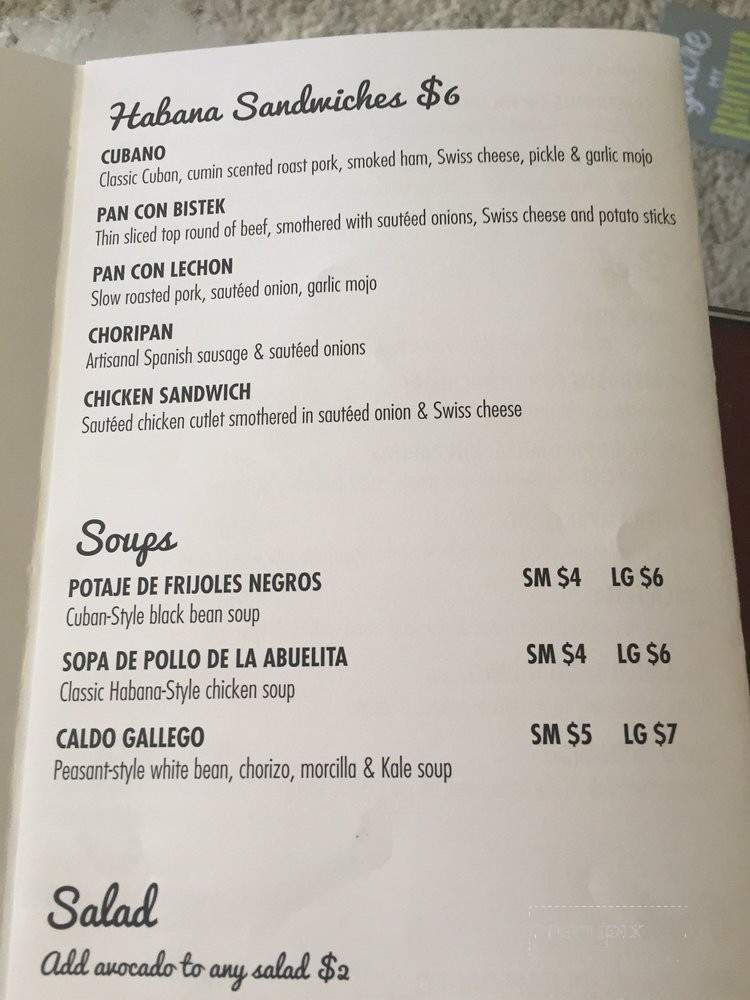 Habana Sandwiches $6
CUBANO
Classic Cuban, cumin scented roast pork, smoked ham, Swiss cheese, pickle & garlic mojo
PAN CON BISTEK
Thin sliced top round of beef, smothered with sautéed onions, Swiss cheese and potato sticks
PAN CON LECHON
Slow roasted pork, sautéed onion, garlic mojo
CHORIPAN
Artisanal Spanish sausage & sautéed onions
CHICKEN SANDWICH
Sautéed chicken cutlet smothered in sautéed onion & Swiss cheese
Soups
POTAJE DE FRIJOLES NEGROS SM $4 LG $6
Cuban-Style black bean soup
SOPA DE POLLO DE LA ABUELITA SM $4 LG $6
Classic Habana-Style chicken soup
CALDO GALLEGO SM $5 LG $7
Peasant-style white bean, chorizo, morcilla & Kale soup
Salad
Add avocado to any salad $2